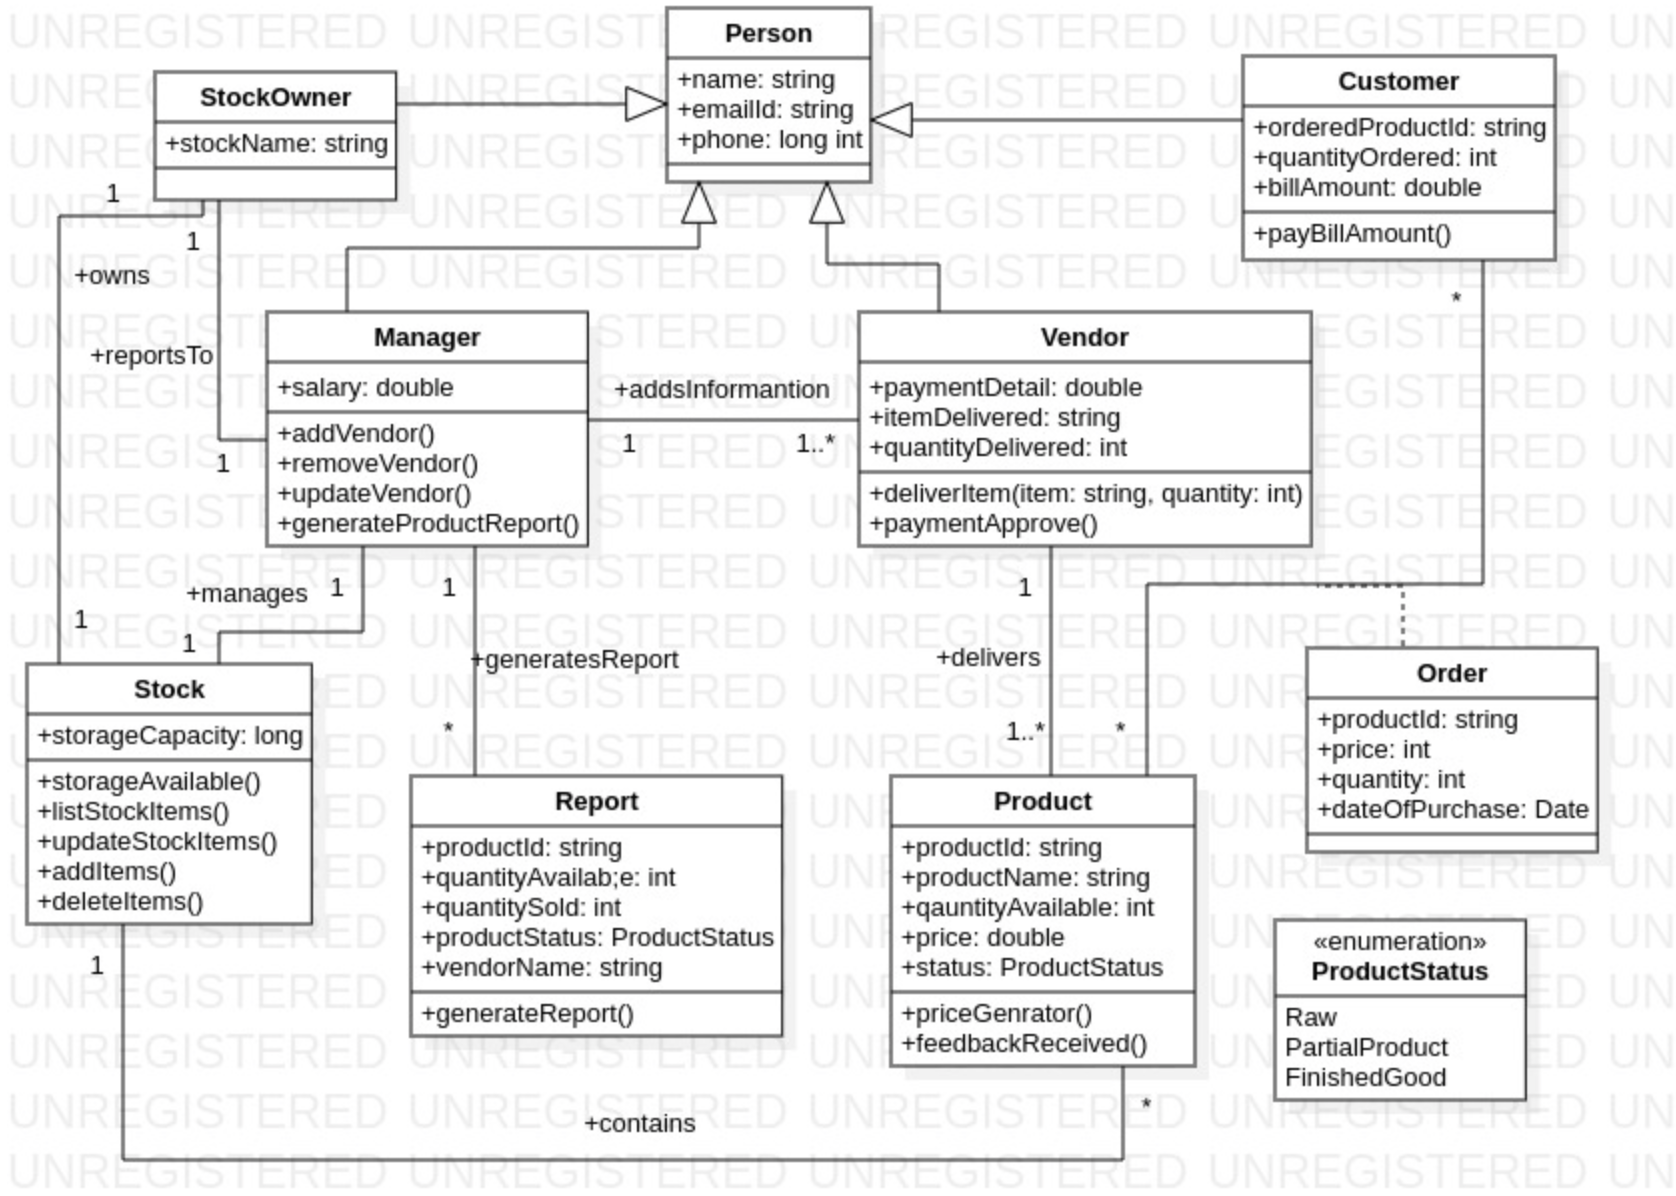 Person
+name: string
+emailId: string
+phone: long int
StockOwner
+stockName: string
Customer
+orderedProductId: string
+quantityOrdered: int
+billAmount: double
+payBillAmount()
1
1
+owns
+reportsTo
1
*
Manager
+salary: double
+addVendor()
+removeVendor()
+updateVendor()
+generateProductReport()
+addsInformantion
1
1..*
Vendor
+paymentDetail: double
+itemDelivered: string
+quantityDelivered: int
+deliverItem(item: string, quantity: int)
+paymentApprove()
+manages
1
1
1
1
+generatesReport
*
1
+delivers
1..*
*
Stock
+storageCapacity: long
+storageAvailable()
+listStockItems()
+updateStockItems()
+addItems()
+deleteItems()
Report
+productId: string
+quantityAvailab;e: int
+quantitySold: int
+productStatus: ProductStatus
+vendorName: string
+generateReport()
Product
+productId: string
+productName: string
+qauntityAvailable: int
+price: double
+status: ProductStatus
+priceGenrator()
+feedbackReceived()
Order
+productId: string
+price: int
+quantity: int
+dateOfPurchase: Date
«enumeration»
ProductStatus
Raw
PartialProduct
FinishedGood
1
+contains
*
UNREGISTERED